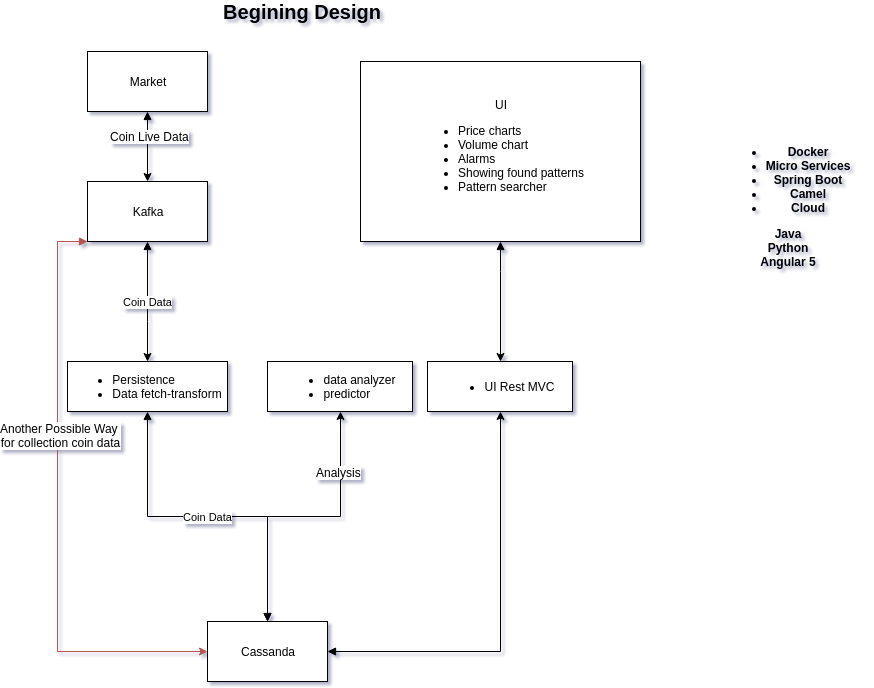 Begining Design
Market
Coin Live Data
Kafka
Coin Data
Persistence
Data fetch-transform
Another Possible Way
for collection coin data
Coin Data
data analyzer
predictor
Analysis
Cassanda
UI
Price charts
Volume chart
Alarms
Showing found patterns
Pattern searcher
UI Rest MVC
Docker
Micro Services
Spring Boot
Camel
Cloud
Java
Python
Angular 5